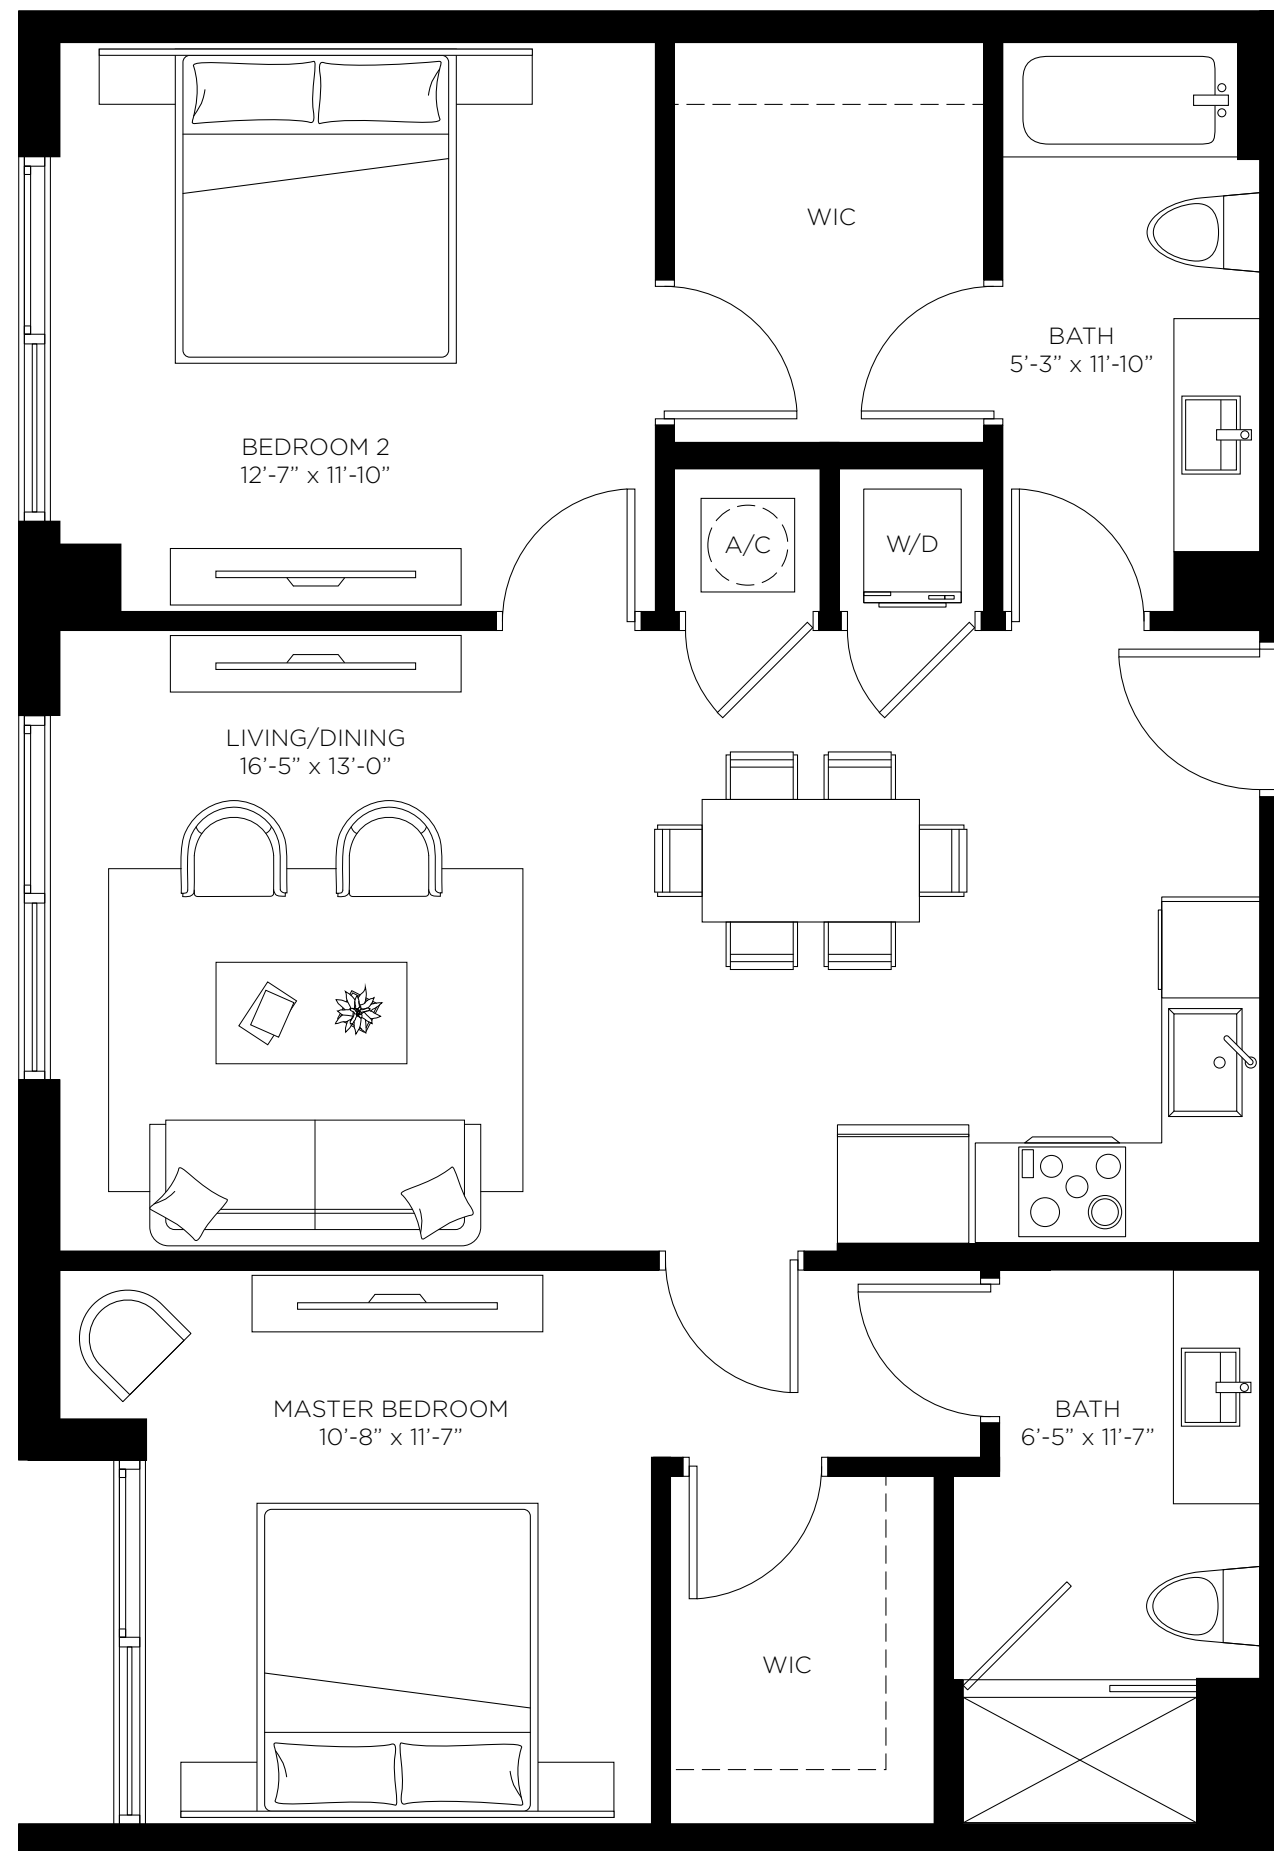 WIC
BATH
5'-3” x 11'-10”
BEDROOM 2
12'-7” x 11'-10”
A/C
W/D
LIVING/DINING
16'-5” x 13'-0”
MASTER BEDROOM
10'-8” x 11'-7”
BATH
6'-5” x 11'-7”
WIC